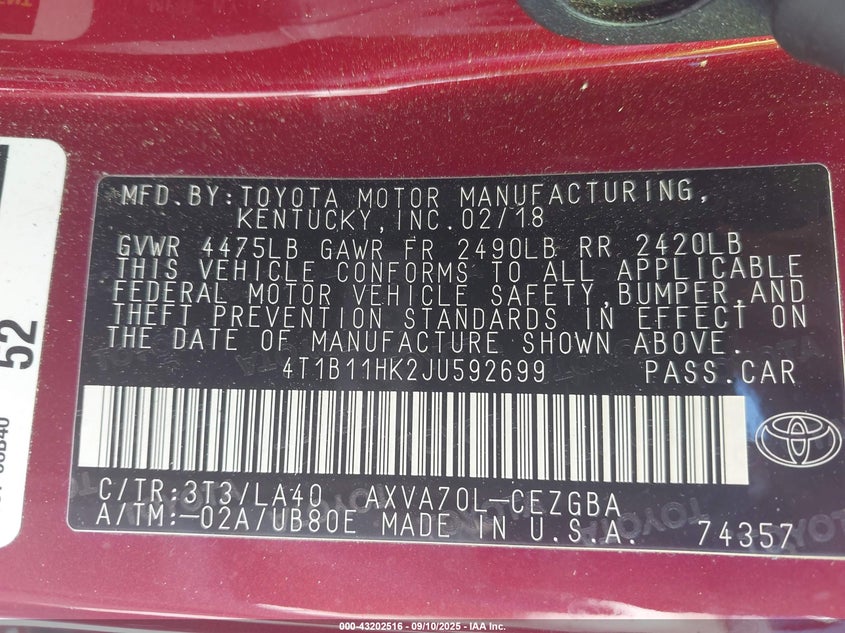 MFD.BY:TOYOTA MOTOR MANUFACTURING,
KENTUCKY,INC.02/18
GVWR 4475LB GAWR FR 2490LB RR 2420LB
THIS VEHICLE CONFORMS TO ALL APPLICABLE
FEDERAL MOTOR VEHICLE SAFETY,BUMPER,AND
THEFT PREVENTION STANDARDS IN EFFECT ON
THE DATE OF MANUFACTURE SHOWN ABOVE.
4T1B11HK2JU592699 PASS.CAR
C/TR:3T3/LA40 AXVA70L-CEZGBA
A/TM:-02A/UB80E MADE IN U.S.A. 74357
52
000-43202516 - 09/10/2025 - IAA Inc.